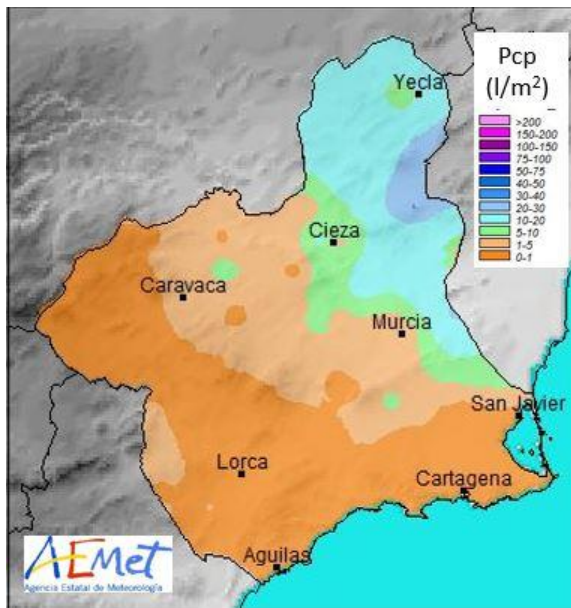 Pcp
(l/m²)
>200
150-200
100-150
75-100
50-75
40-50
30-40
20-30
10-20
5-10
1-5
0-1
Yecla
Cieza
Caravaca
Murcia
San Javier
Lorca
Cartagena
Aguilas
AEMet
Agencia Estatal de Meteorología